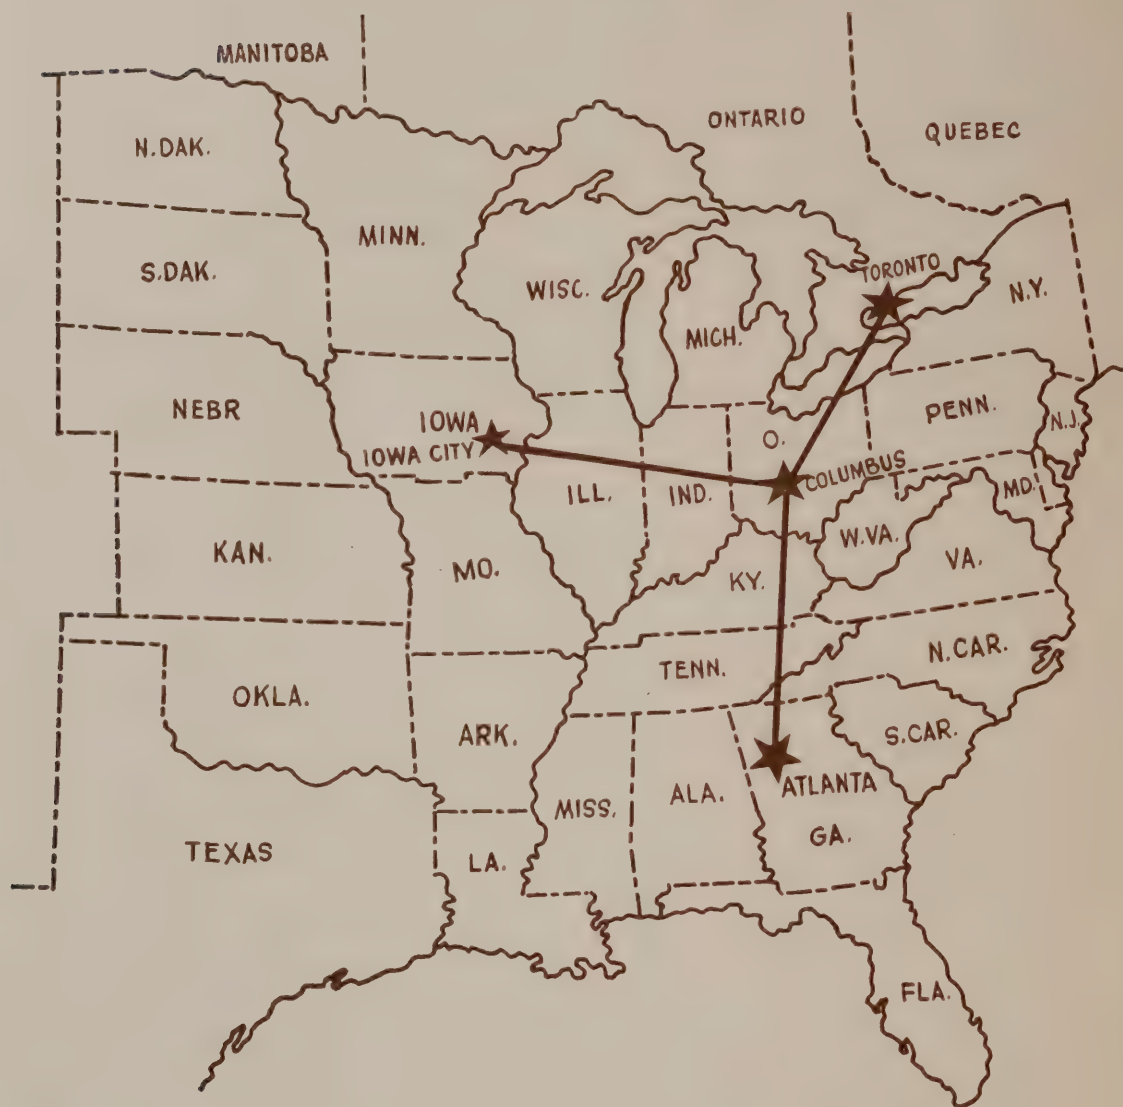 MANITOBA
ONTARIO
QUEBEC
N.DAK.
MINN.
S.DAK.
WISC.
TORONTO
N.Y.
MICH.
NEBR
IOWA
IOWA CITY
O.
PENN.
N.J.
COLUMBUS
ILL.
IND.
MD.
W.VA.
KAN.
MO.
KY.
VA.
TENN.
N.CAR.
OKLA.
ARK.
S.CAR.
MISS.
ALA.
ATLANTA
GA.
TEXAS
LA.
FLA.